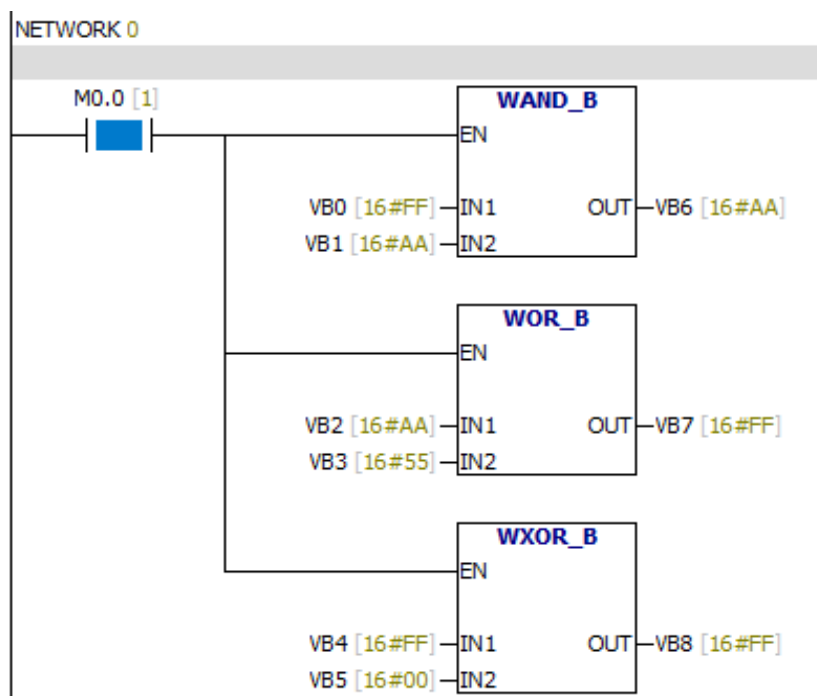 NETWORK 0
M0.0 [1]
WAND_B
EN
VB0 [16#FF] IN1 OUT VB6 [16#AA]
VB1 [16#AA] IN2
WOR_B
EN
VB2 [16#AA] IN1 OUT VB7 [16#FF]
VB3 [16#55] IN2
WXOR_B
EN
VB4 [16#FF] IN1 OUT VB8 [16#FF]
VB5 [16#00] IN2